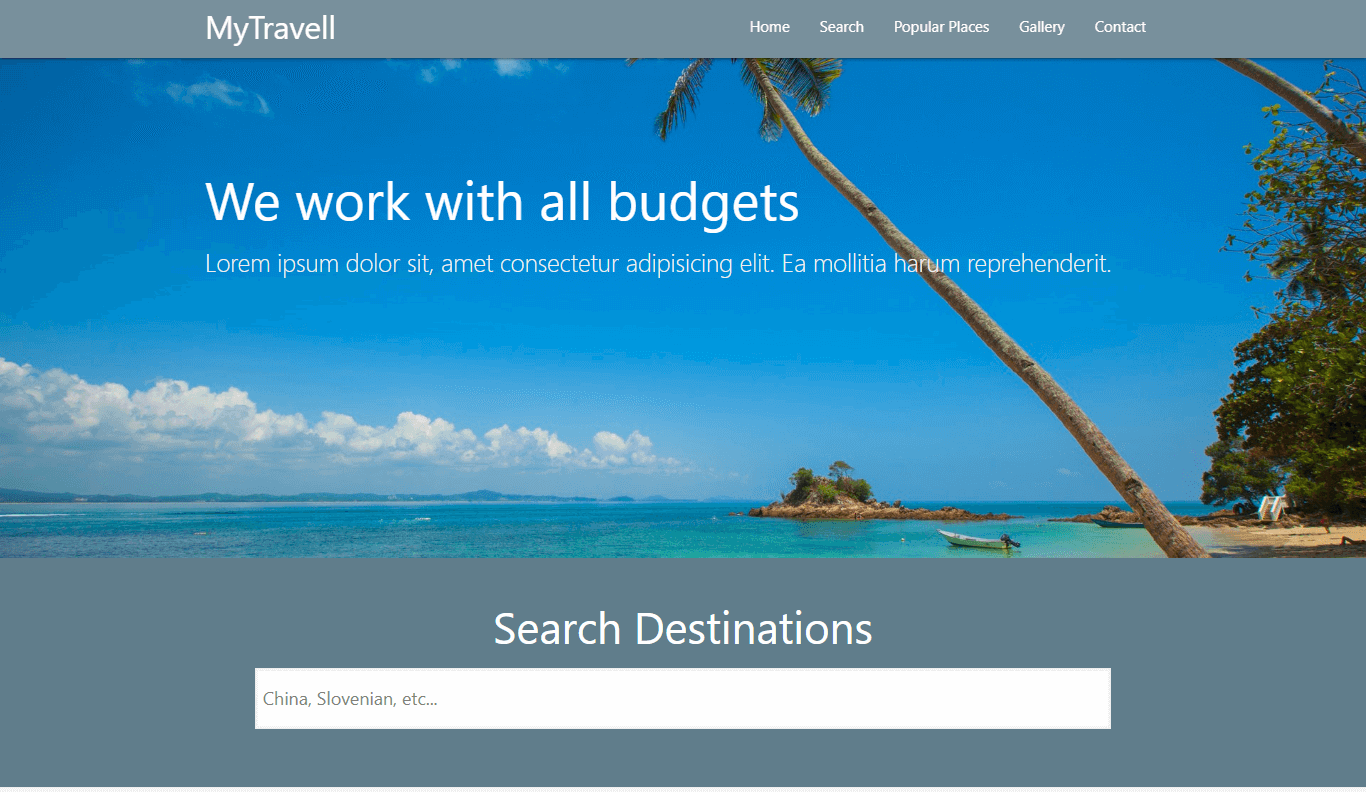 MyTravell
Home Search Popular Places Gallery Contact
We work with all budgets
Lorem ipsum dolor sit, amet consectetur adipisicing elit. Ea mollitia harum reprehenderit.
Search Destinations
China, Slovenian, etc...